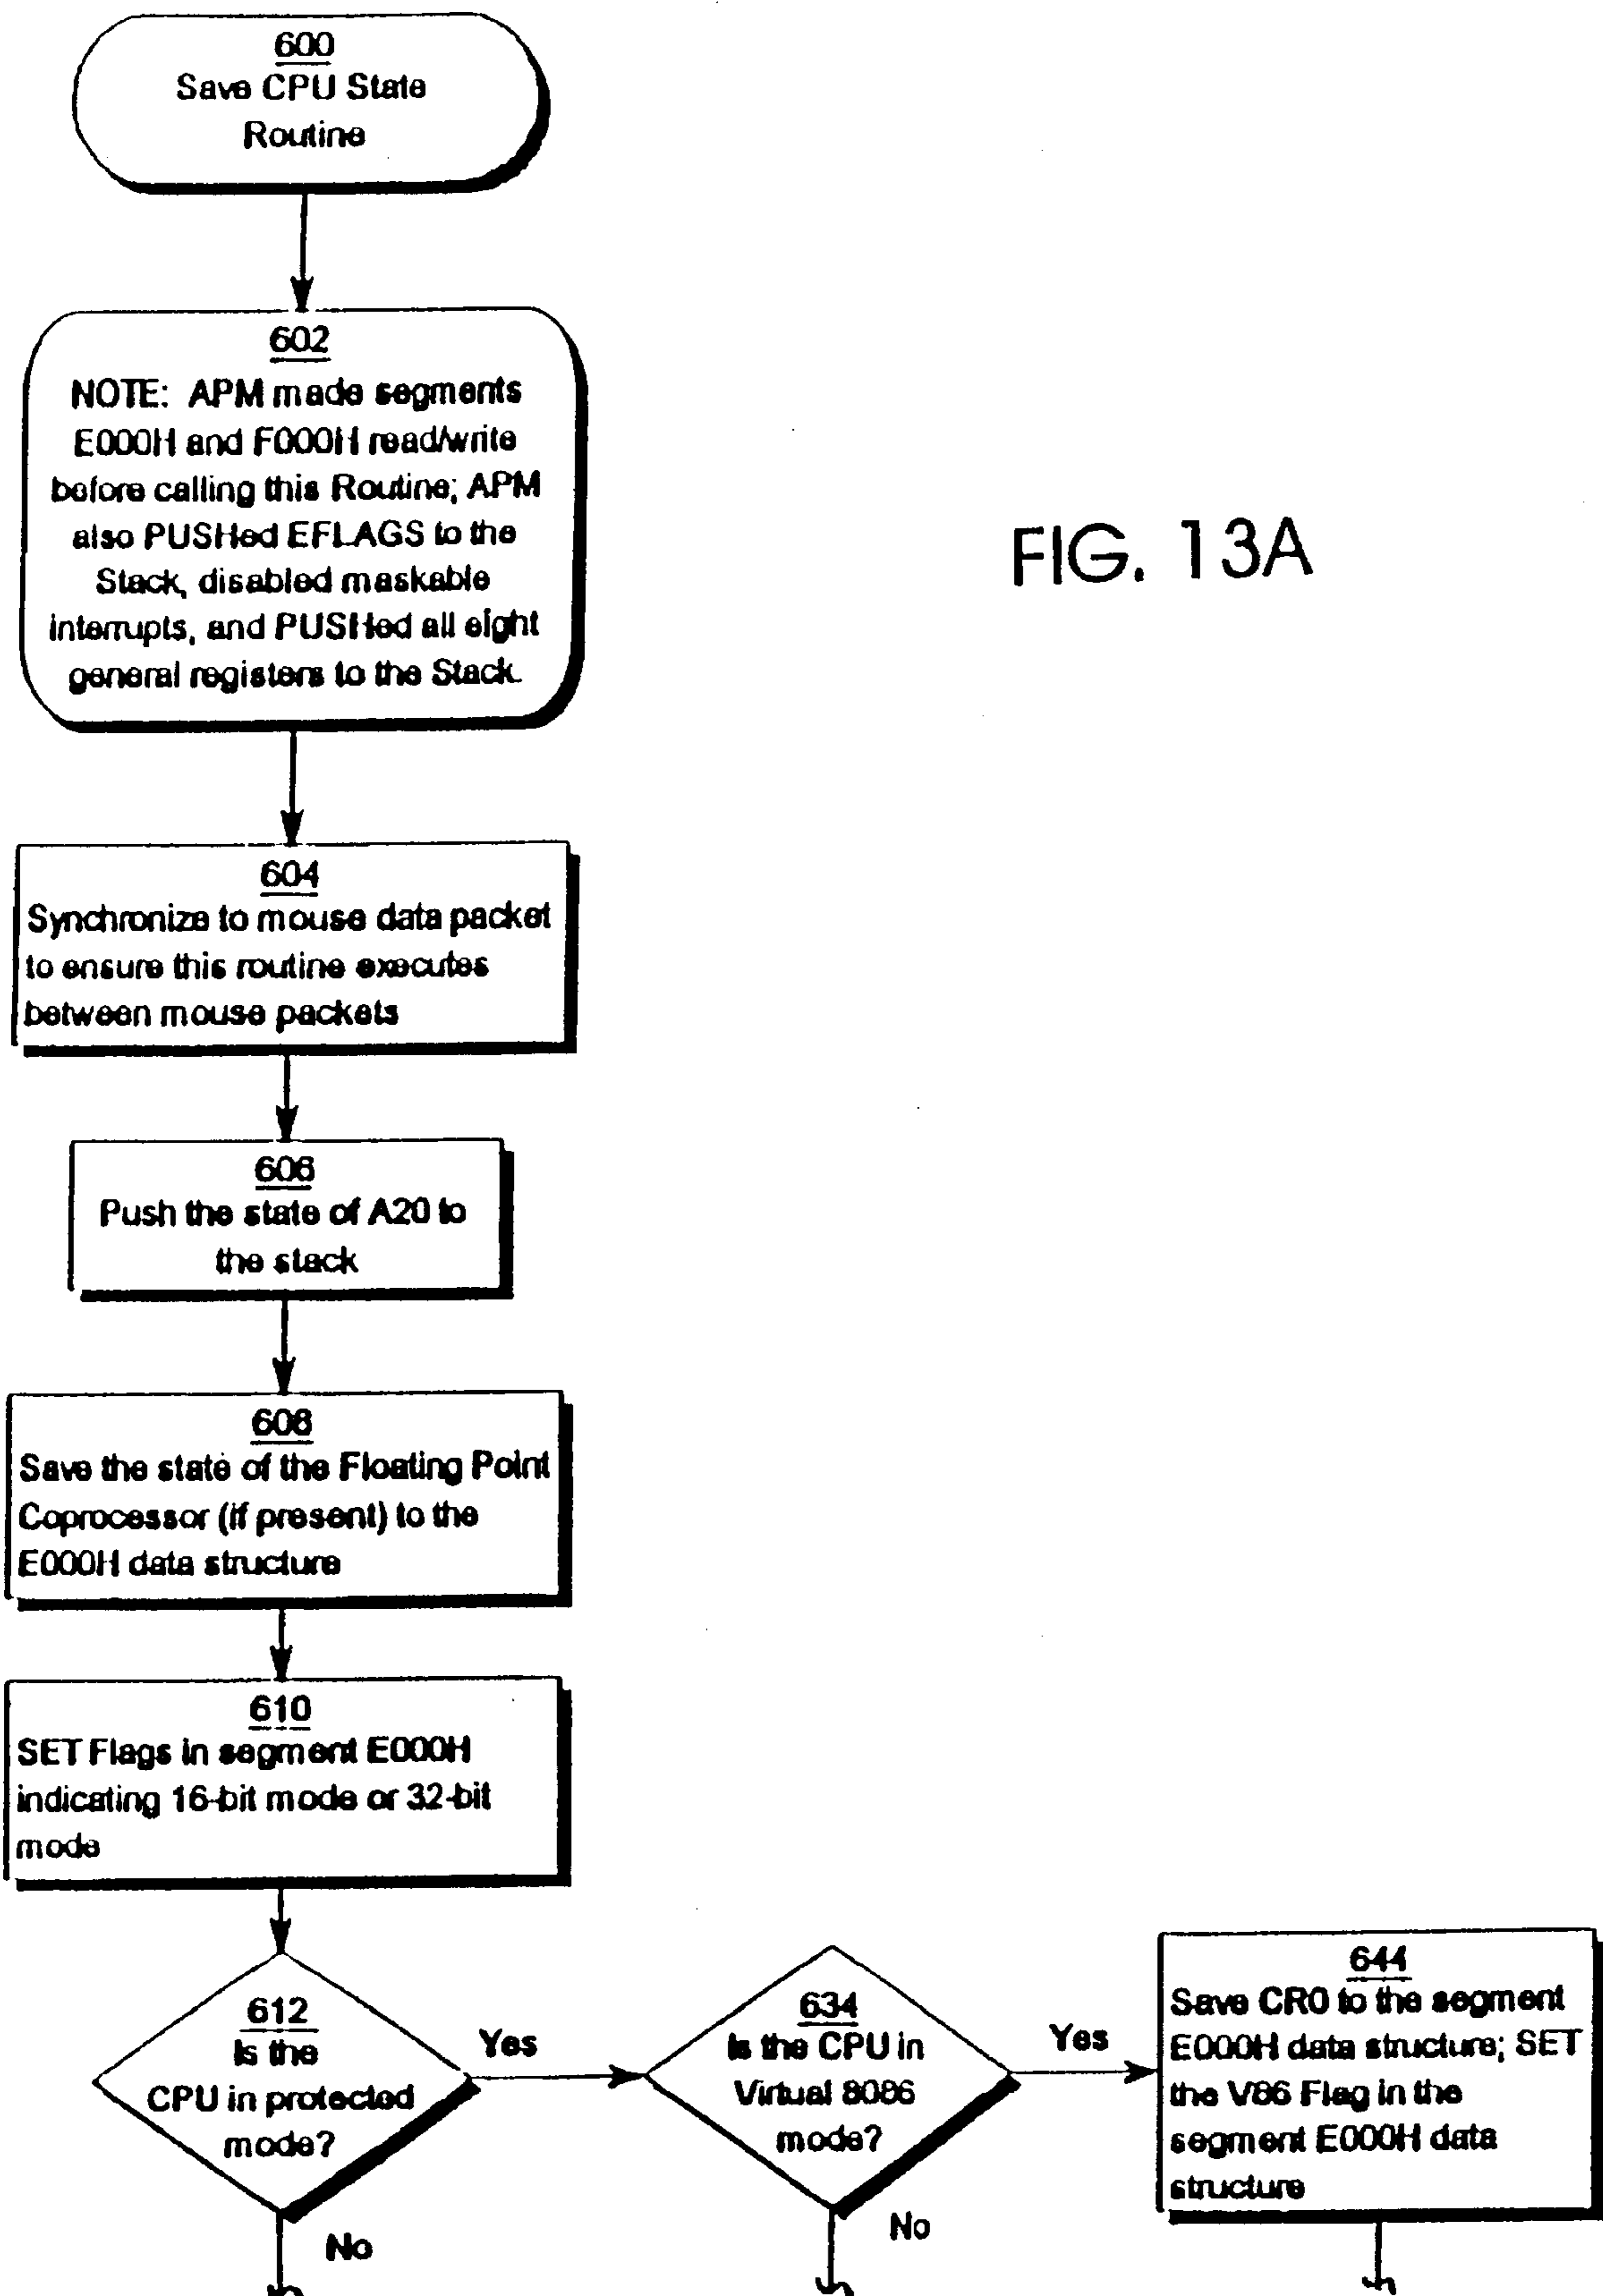 600
Save CPU State
Routine
602
NOTE: APM made segments
E000H and F000H read/write
before calling this Routine; APM
also PUSHed EFLAGS to the
Stack, disabled maskable
interrupts, and PUSHed all eight
general registers to the Stack.
FIG. 13A
604
Synchronize to mouse data packet
to ensure this routine executes
between mouse packets
606
Push the state of A20 to
the stack
608
Save the state of the Floating Point
Coprocessor (if present) to the
E000H data structure
610
SET Flags in segment E000H
indicating 16-bit mode or 32-bit
mode
612
Is the
CPU in protected
mode?
Yes
No
634
Is the CPU in
Virtual 8086
mode?
Yes
No
644
Save CR0 to the segment
E000H data structure; SET
the V86 Flag in the
segment E000H data
structure